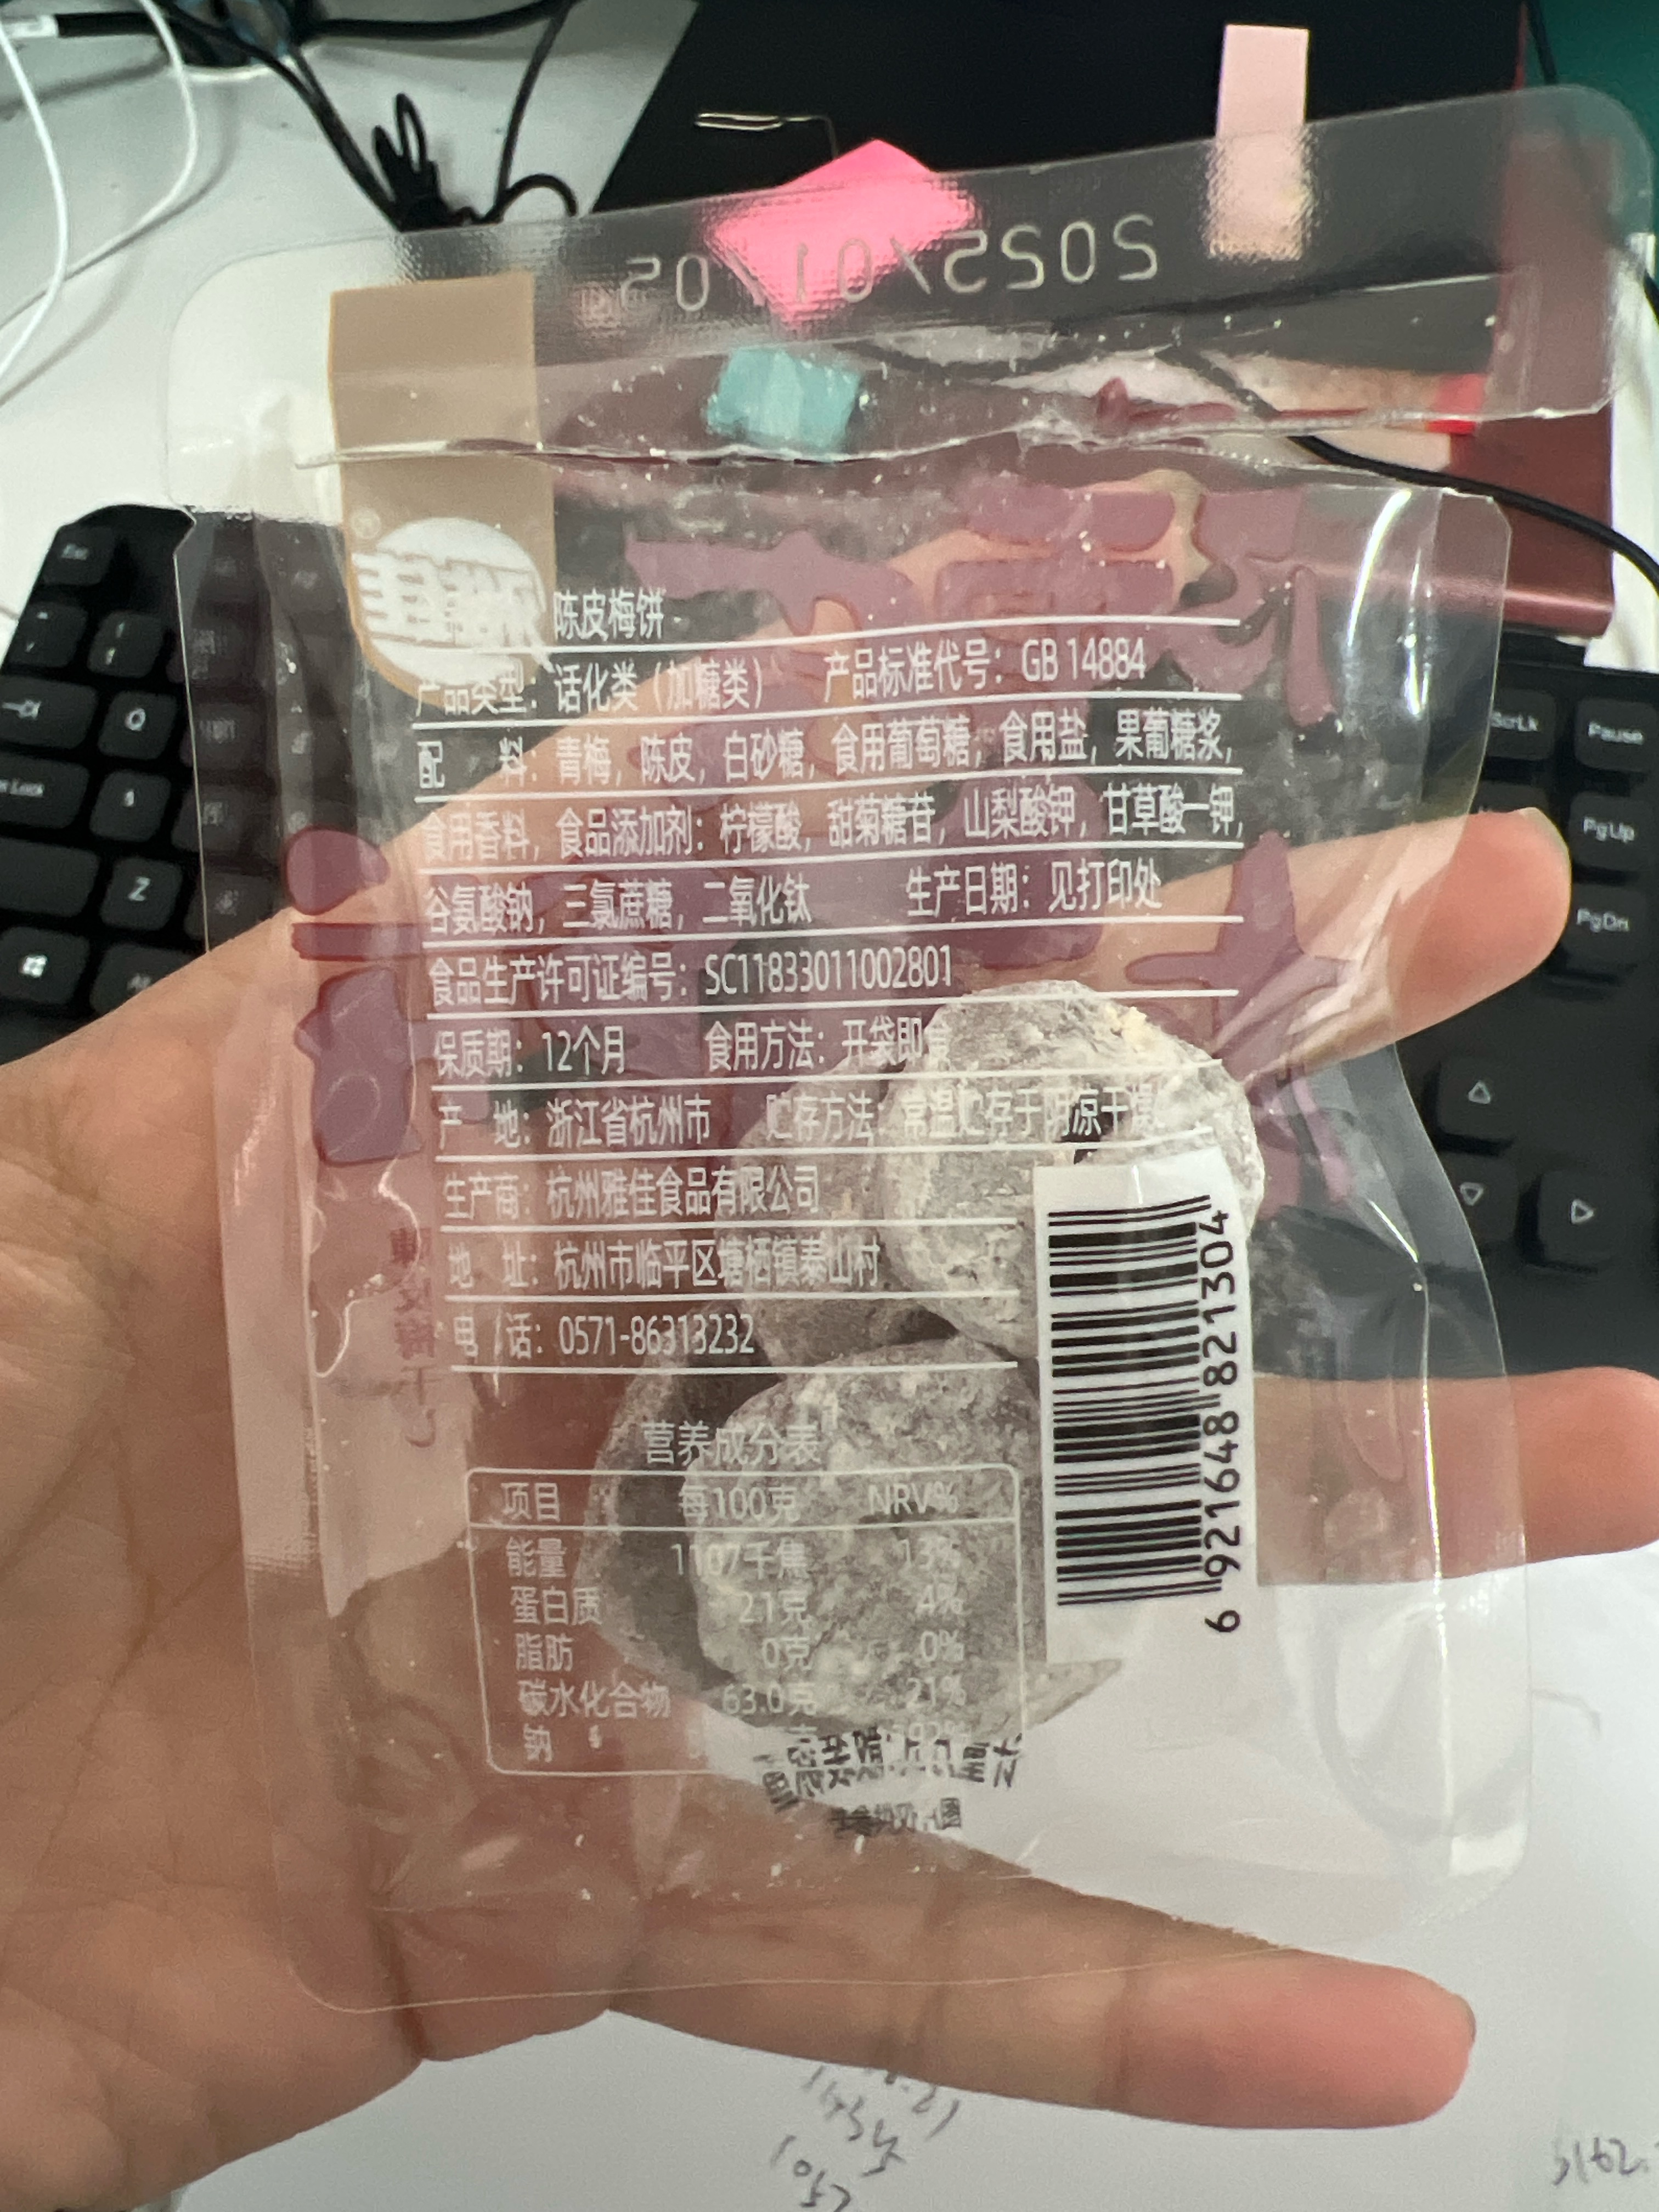 2025/01/05
陈皮梅饼
产品类型：话化类（加糖类） 产品标准代号：GB 14884
配 料：青梅，陈皮，白砂糖，食用葡萄糖，食用盐，果葡糖浆，
食用香料，食品添加剂：柠檬酸，甜菊糖苷，山梨酸钾，甘草酸一钾，
谷氨酸钠，三氯蔗糖，二氧化钛 生产日期：见打印处
食品生产许可证编号：SC11833011002801
保质期：12个月 食用方法：开袋即食
产 地：浙江省杭州市 贮存方法：常温贮存于阴凉干燥
生产商：杭州雅佳食品有限公司
地 址：杭州市临平区塘栖镇泰山村
电 话：0571-86313232
6 921648 821304
营养成分表
项目 每100克 NRV%
能量 1107千焦 13%
蛋白质 2.1克 4%
脂肪 0克 0%
碳水化合物 63.0克 21%
钠
Esc
Q
Z
ScrLk
Pause
PgUp
PgDn